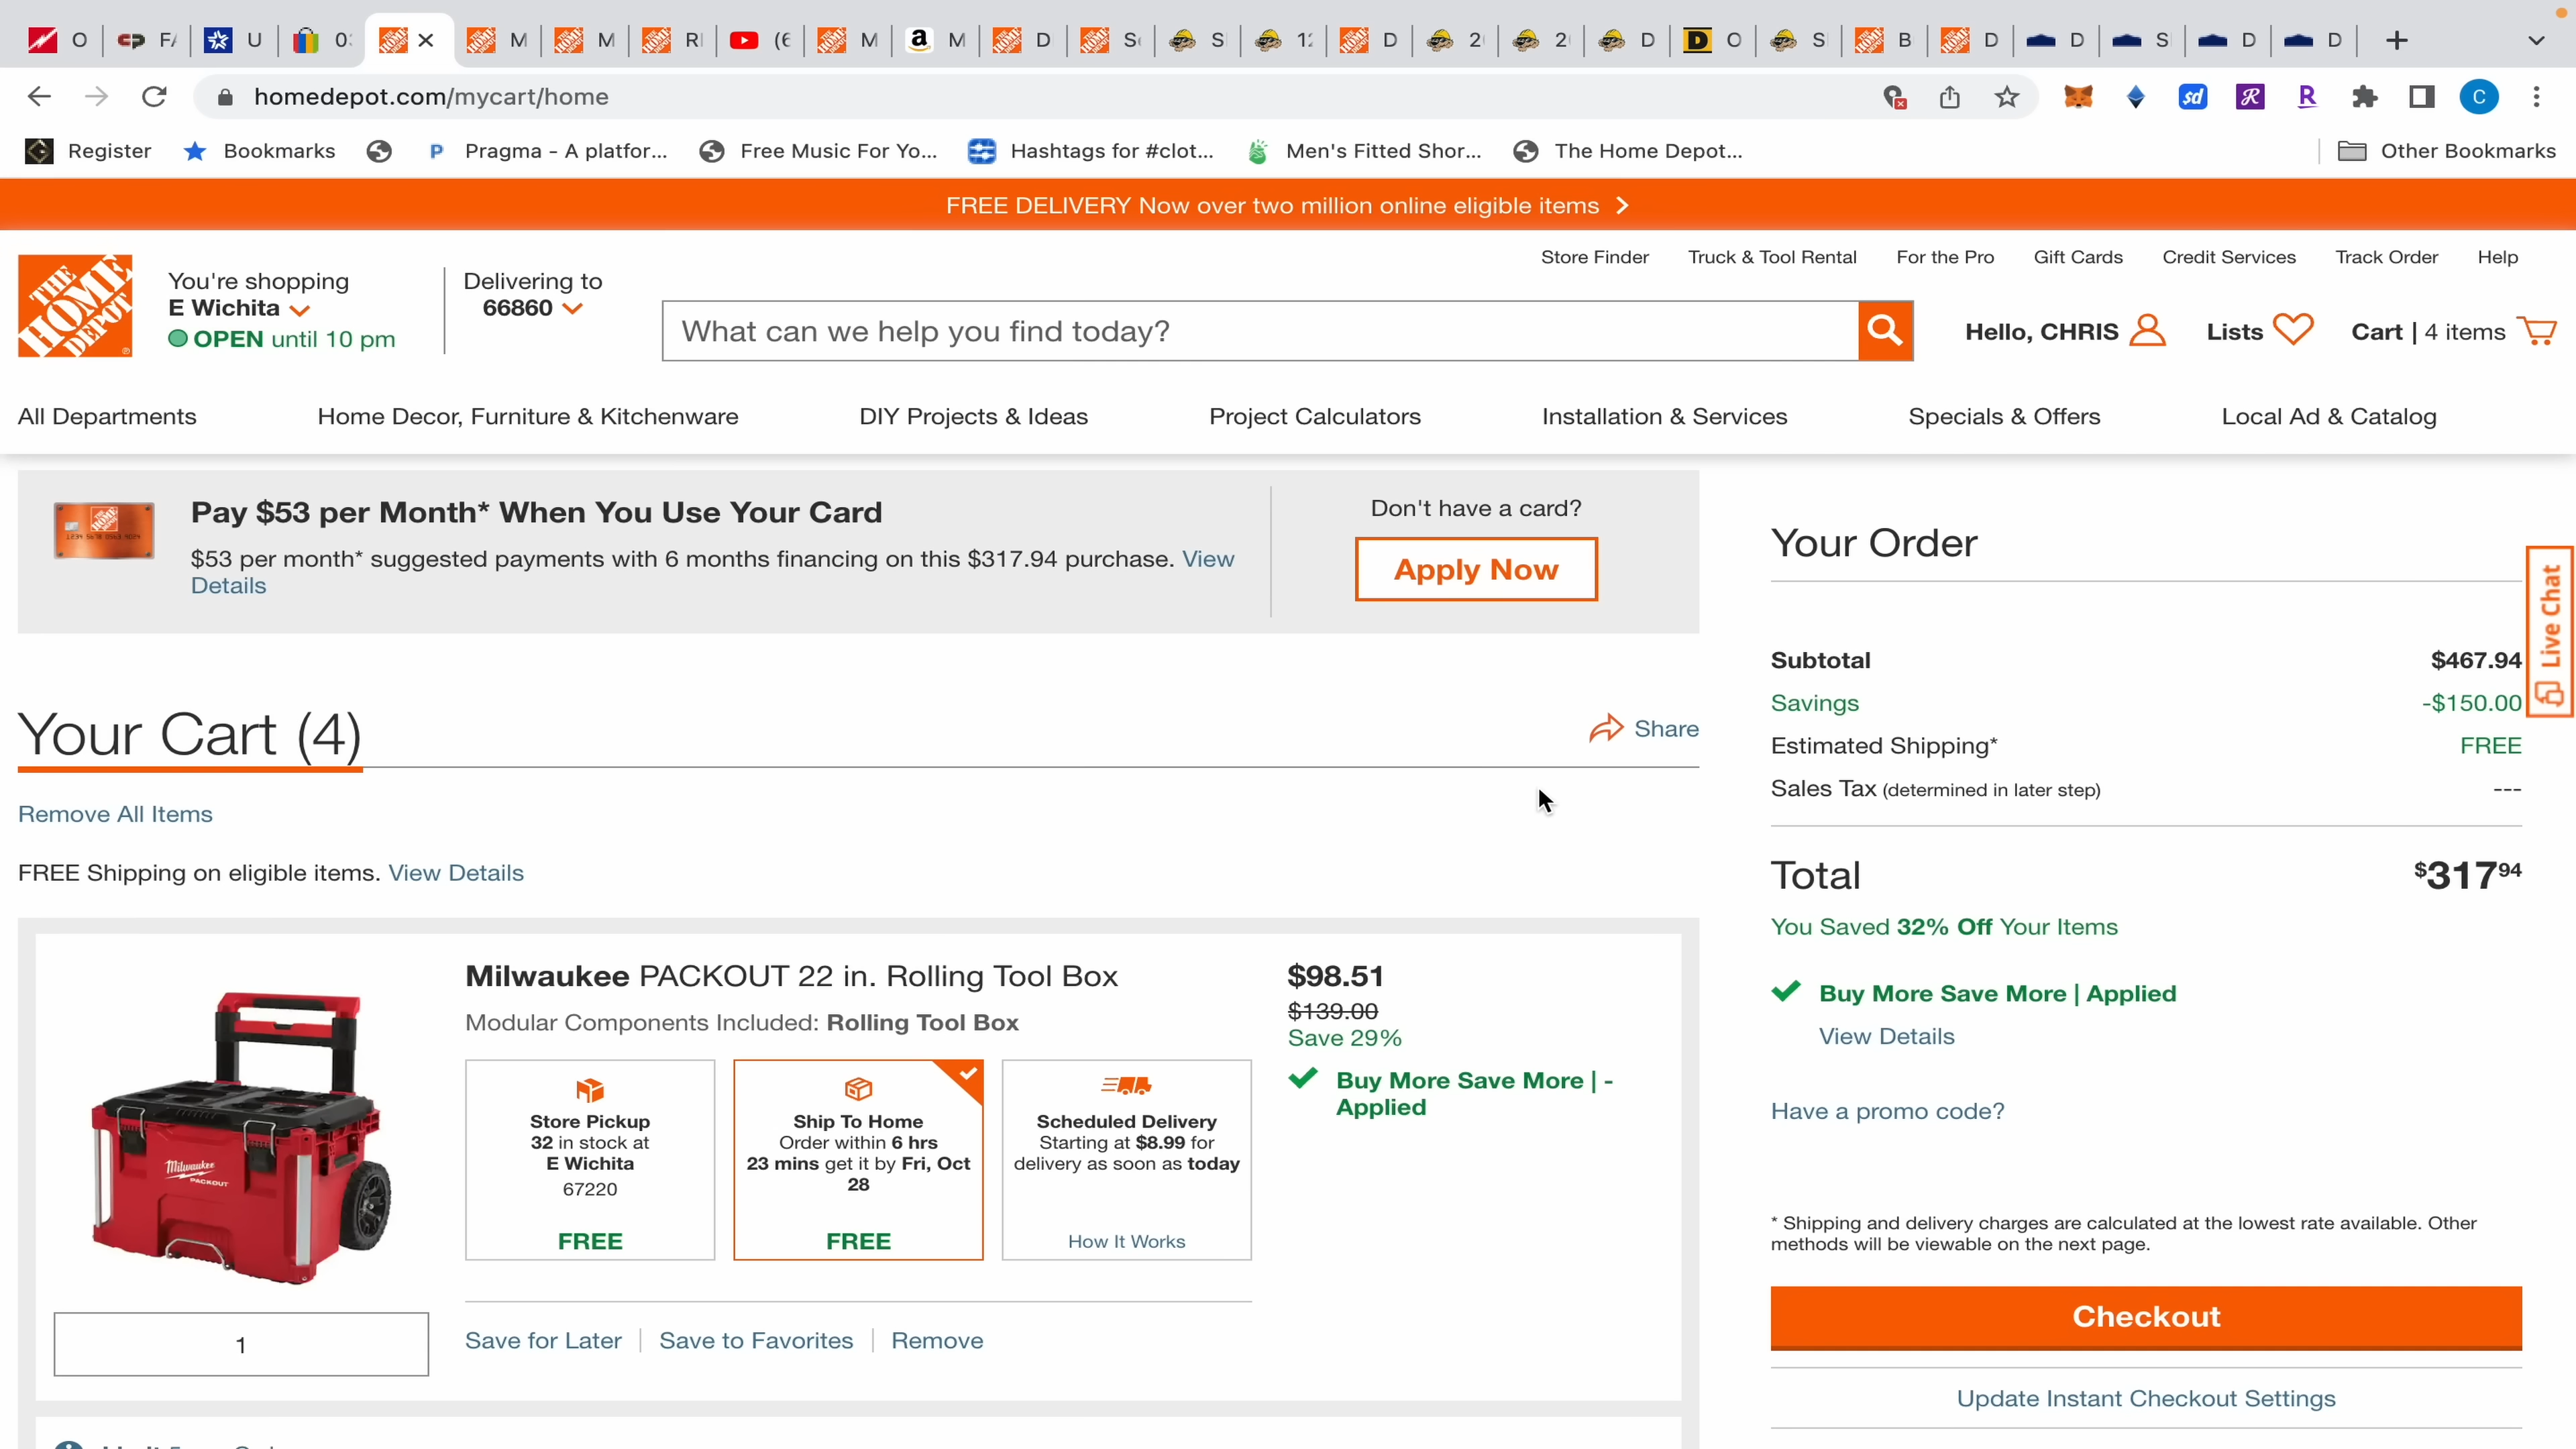 O
FA
U
03
M
M
R
(6
M
M
D
S
S
12
D
2
2
D
O
S
B
D
D
S
D
D
homedepot.com/mycart/home
Register
Bookmarks
Pragma - A platfor...
Free Music For Yo...
Hashtags for #clot...
Men's Fitted Shor...
The Home Depot...
Other Bookmarks
FREE DELIVERY Now over two million online eligible items
Store Finder
Truck & Tool Rental
For the Pro
Gift Cards
Credit Services
Track Order
Help
THE HOME DEPOT
You're shopping
E Wichita
OPEN until 10 pm
Delivering to
66860
What can we help you find today?
Hello, CHRIS
Lists
Cart | 4 items
All Departments
Home Decor, Furniture & Kitchenware
DIY Projects & Ideas
Project Calculators
Installation & Services
Specials & Offers
Local Ad & Catalog
Pay $53 per Month* When You Use Your Card
$53 per month* suggested payments with 6 months financing on this $317.94 purchase. View
Details
Don't have a card?
Apply Now
Your Cart (4)
Share
Remove All Items
FREE Shipping on eligible items. View Details
Milwaukee PACKOUT 22 in. Rolling Tool Box
Modular Components Included: Rolling Tool Box
Store Pickup
32 in stock at
E Wichita
67220
FREE
Ship To Home
Order within 6 hrs
23 mins get it by Fri, Oct
28
FREE
Scheduled Delivery
Starting at $8.99 for
delivery as soon as today
How It Works
$98.51
$139.00
Save 29%
Buy More Save More | -
Applied
Milwaukee
PACKOUT
1
Save for Later
Save to Favorites
Remove
Your Order
Subtotal
$467.94
Savings
-$150.00
Estimated Shipping*
FREE
Sales Tax (determined in later step)
---
Total
$317 94
You Saved 32% Off Your Items
Buy More Save More | Applied
View Details
Have a promo code?
* Shipping and delivery charges are calculated at the lowest rate available. Other
methods will be viewable on the next page.
Checkout
Update Instant Checkout Settings
Live Chat